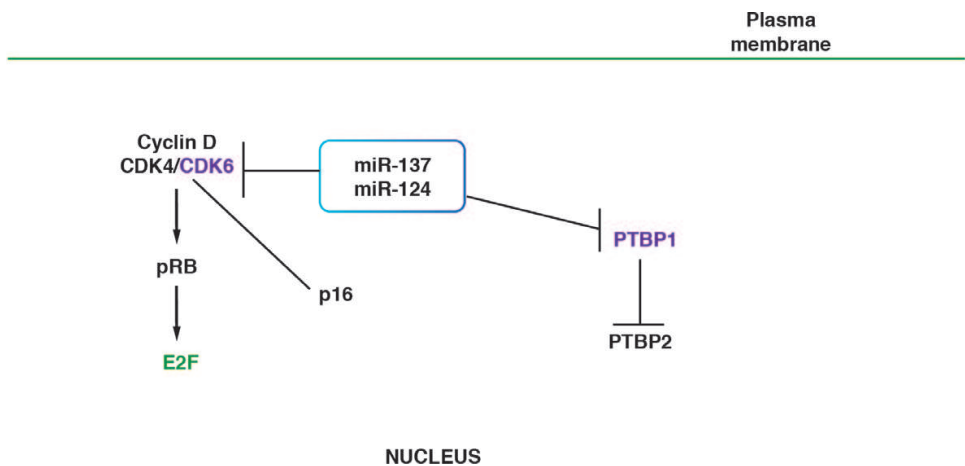 Plasma
membrane
Cyclin D
CDK4/CDK6
miR-137
miR-124
PTBP1
pRB
p16
PTBP2
E2F
NUCLEUS